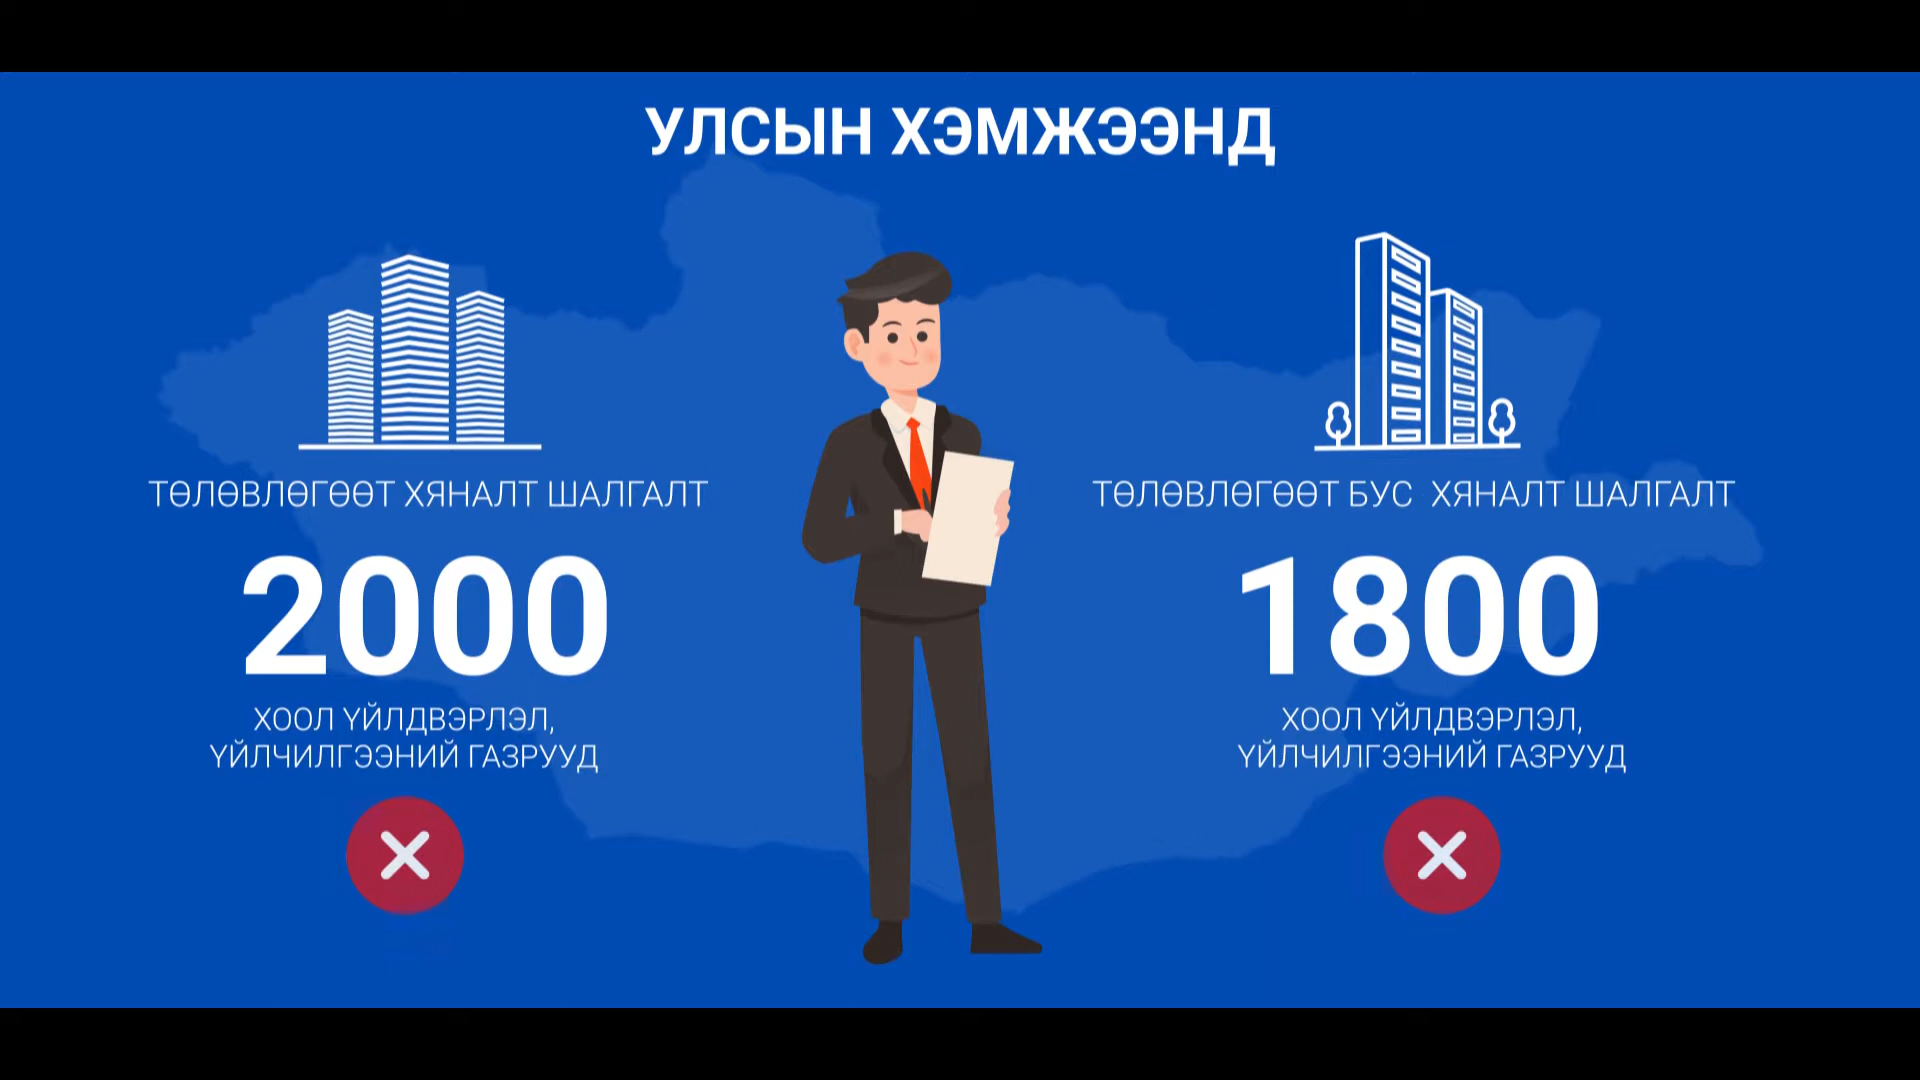 УЛСЫН ХЭМЖЭЭНД
ТӨЛӨВЛӨГӨӨТ ХЯНАЛТ ШАЛГАЛТ
2000
ХООЛ ҮЙЛДВЭРЛЭЛ,
ҮЙЛЧИЛГЭЭНИЙ ГАЗРУУД
ТӨЛӨВЛӨГӨӨТ БУС ХЯНАЛТ ШАЛГАЛТ
1800
ХООЛ ҮЙЛДВЭРЛЭЛ,
ҮЙЛЧИЛГЭЭНИЙ ГАЗРУУД